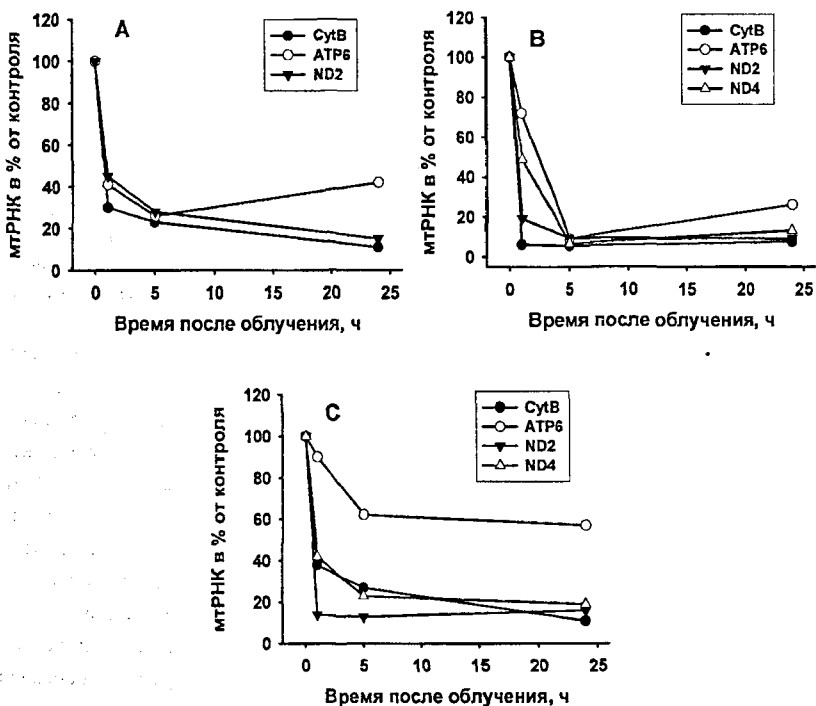 A
мтРНК в % от контроля
120
100
80
60
40
20
0
0 5 10 15 20 25
Время после облучения, ч
CytB
ATP6
ND2
B
мтРНК в % от контроля
120
100
80
60
40
20
0
0 5 10 15 20 25
Время после облучения, ч
CytB
ATP6
ND2
ND4
C
мтРНК в % от контроля
120
100
80
60
40
20
0
0 5 10 15 20 25
Время после облучения, ч
CytB
ATP6
ND2
ND4